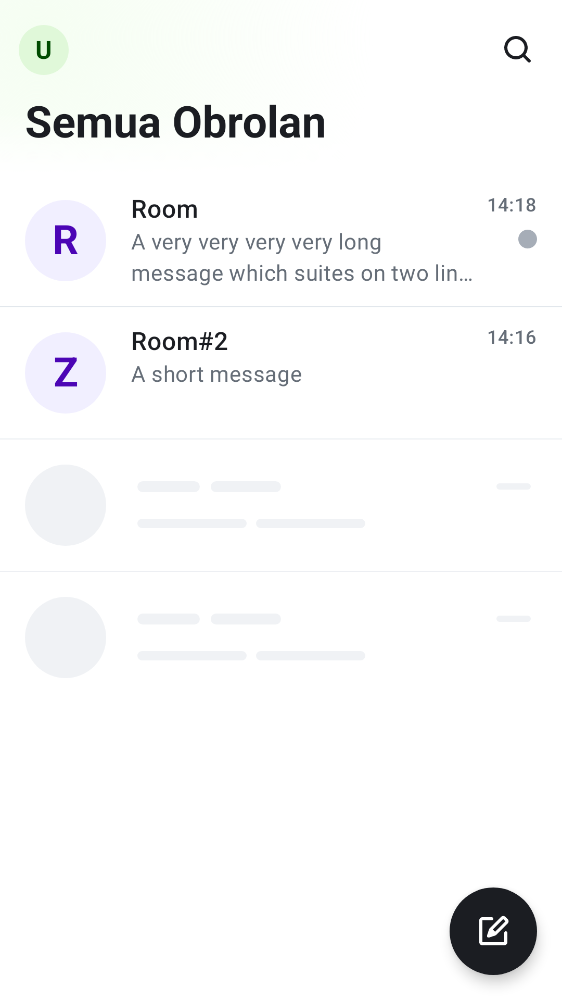 U
Semua Obrolan
R
Room
14:18
A very very very very long
message which suites on two lin…
Z
Room#2
14:16
A short message